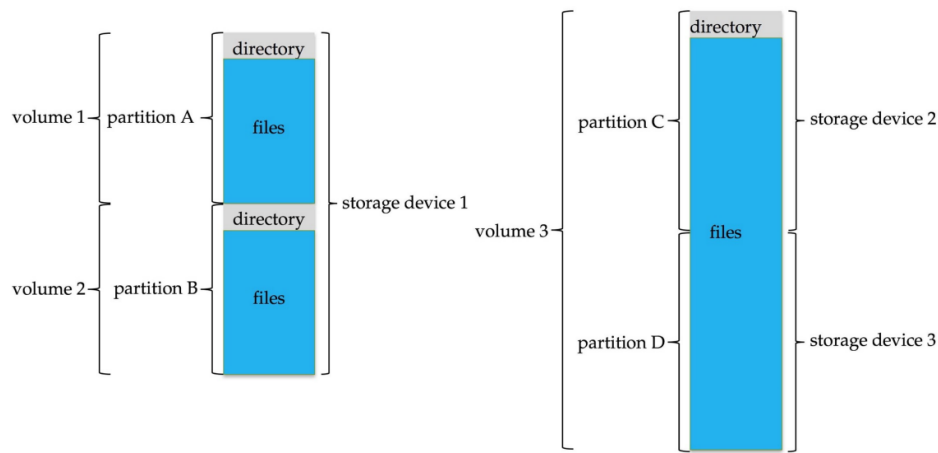 directory
volume 1
partition A
files
storage device 1
directory
volume 2
partition B
files
directory
partition C
storage device 2
volume 3
files
partition D
storage device 3